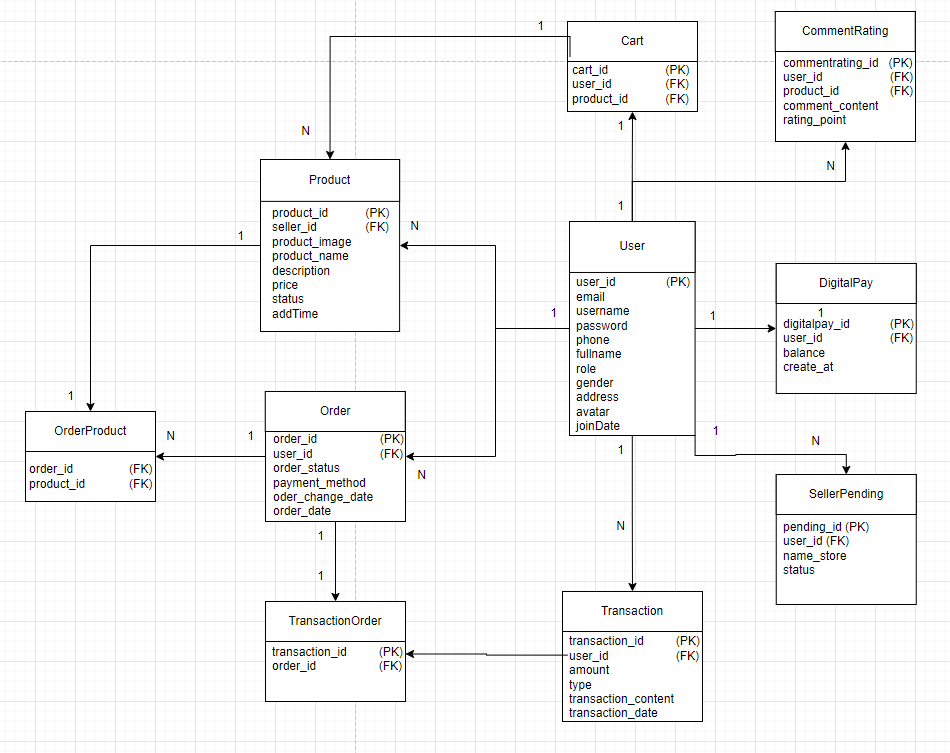 Cart
cart_id (PK)
user_id (FK)
product_id (FK)
CommentRating
commentrating_id (PK)
user_id (FK)
product_id (FK)
comment_content
rating_point
1
N
1
N
1
Product
product_id (PK)
seller_id (FK)
product_image
product_name
description
price
status
addTime
N
1
1
User
user_id (PK)
email
username
password
phone
fullname
role
gender
address
avatar
joinDate
1
DigitalPay
1
digitalpay_id (PK)
user_id (FK)
balance
create_at
1
OrderProduct
order_id (FK)
product_id (FK)
N
1
Order
order_id (PK)
user_id (FK)
order_status
payment_method
oder_change_date
order_date
N
1
N
1
N
SellerPending
pending_id (PK)
user_id (FK)
name_store
status
1
1
TransactionOrder
transaction_id (PK)
order_id (FK)
Transaction
transaction_id (PK)
user_id (FK)
amount
type
transaction_content
transaction_date